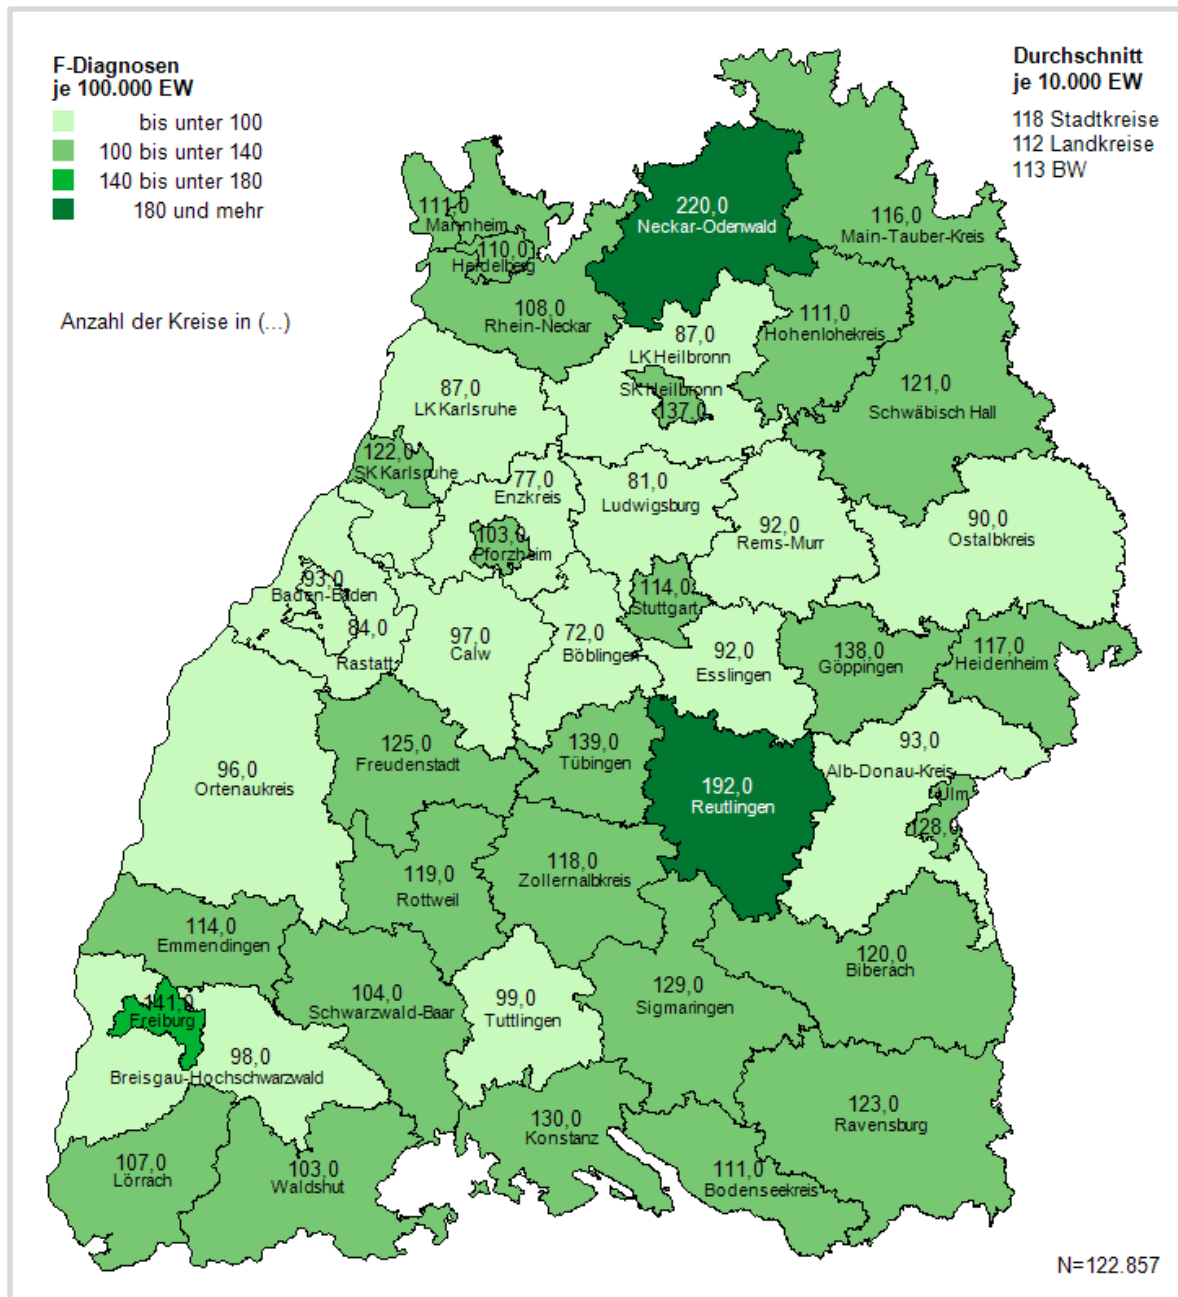 F-Diagnosen
je 100.000 EW
bis unter 100
100 bis unter 140
140 bis unter 180
180 und mehr
Anzahl der Kreise in (...)
Durchschnitt
je 10.000 EW
118 Stadtkreise
112 Landkreise
113 BW
111,0
Mannheim
110,0
Heidelberg
108,0
Rhein-Neckar
220,0
Neckar-Odenwald
116,0
Main-Tauber-Kreis
87,0
LK Heilbronn
111,0
Hohenlohekreis
SK Heilbronn
137,0
87,0
LK Karlsruhe
121,0
Schwäbisch Hall
122,0
SK Karlsruhe
77,0
Enzkreis
81,0
Ludwigsburg
103,0
Pforzheim
92,0
Rems-Murr
90,0
Ostalbkreis
93,0
Baden-Baden
84,0
Rastatt
97,0
Calw
72,0
Böblingen
114,0
Stuttgart
92,0
Esslingen
138,0
Göppingen
117,0
Heidenheim
96,0
Ortenaukreis
125,0
Freudenstadt
139,0
Tübingen
192,0
Reutlingen
93,0
Alb-Donau-Kreis
Ulm
128,0
119,0
Rottweil
118,0
Zollernalbkreis
114,0
Emmendingen
120,0
Biberach
141,0
Freiburg
104,0
Schwarzwald-Baar
99,0
Tuttlingen
129,0
Sigmaringen
98,0
Breisgau-Hochschwarzwald
107,0
Lörrach
103,0
Waldshut
130,0
Konstanz
111,0
Bodenseekreis
123,0
Ravensburg
N=122.857